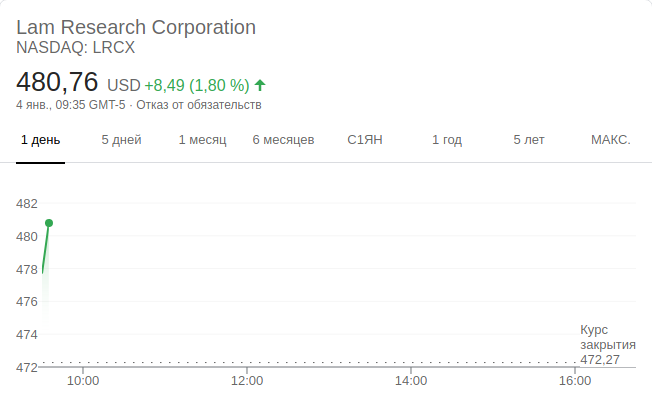 Lam Research Corporation
NASDAQ: LRCX
480,76 USD +8,49 (1,80 %)
4 янв., 09:35 GMT-5 · Отказ от обязательств
1 день 5 дней 1 месяц 6 месяцев С1ЯН 1 год 5 лет МАКС.
482
480
478
476
474
472
Курс
закрытия
472,27
10:00 12:00 14:00 16:00